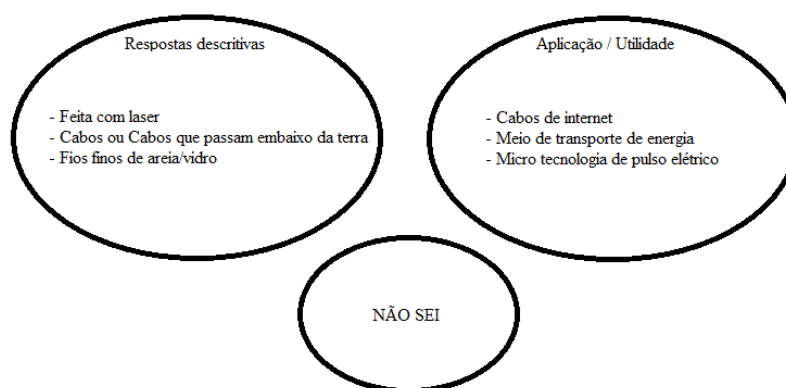 Respostas descritivas
- Feita com laser
- Cabos ou Cabos que passam embaixo da terra
- Fios finos de areia/vidro
Aplicação / Utilidade
- Cabos de internet
- Meio de transporte de energia
- Micro tecnologia de pulso elétrico
NÃO SEI